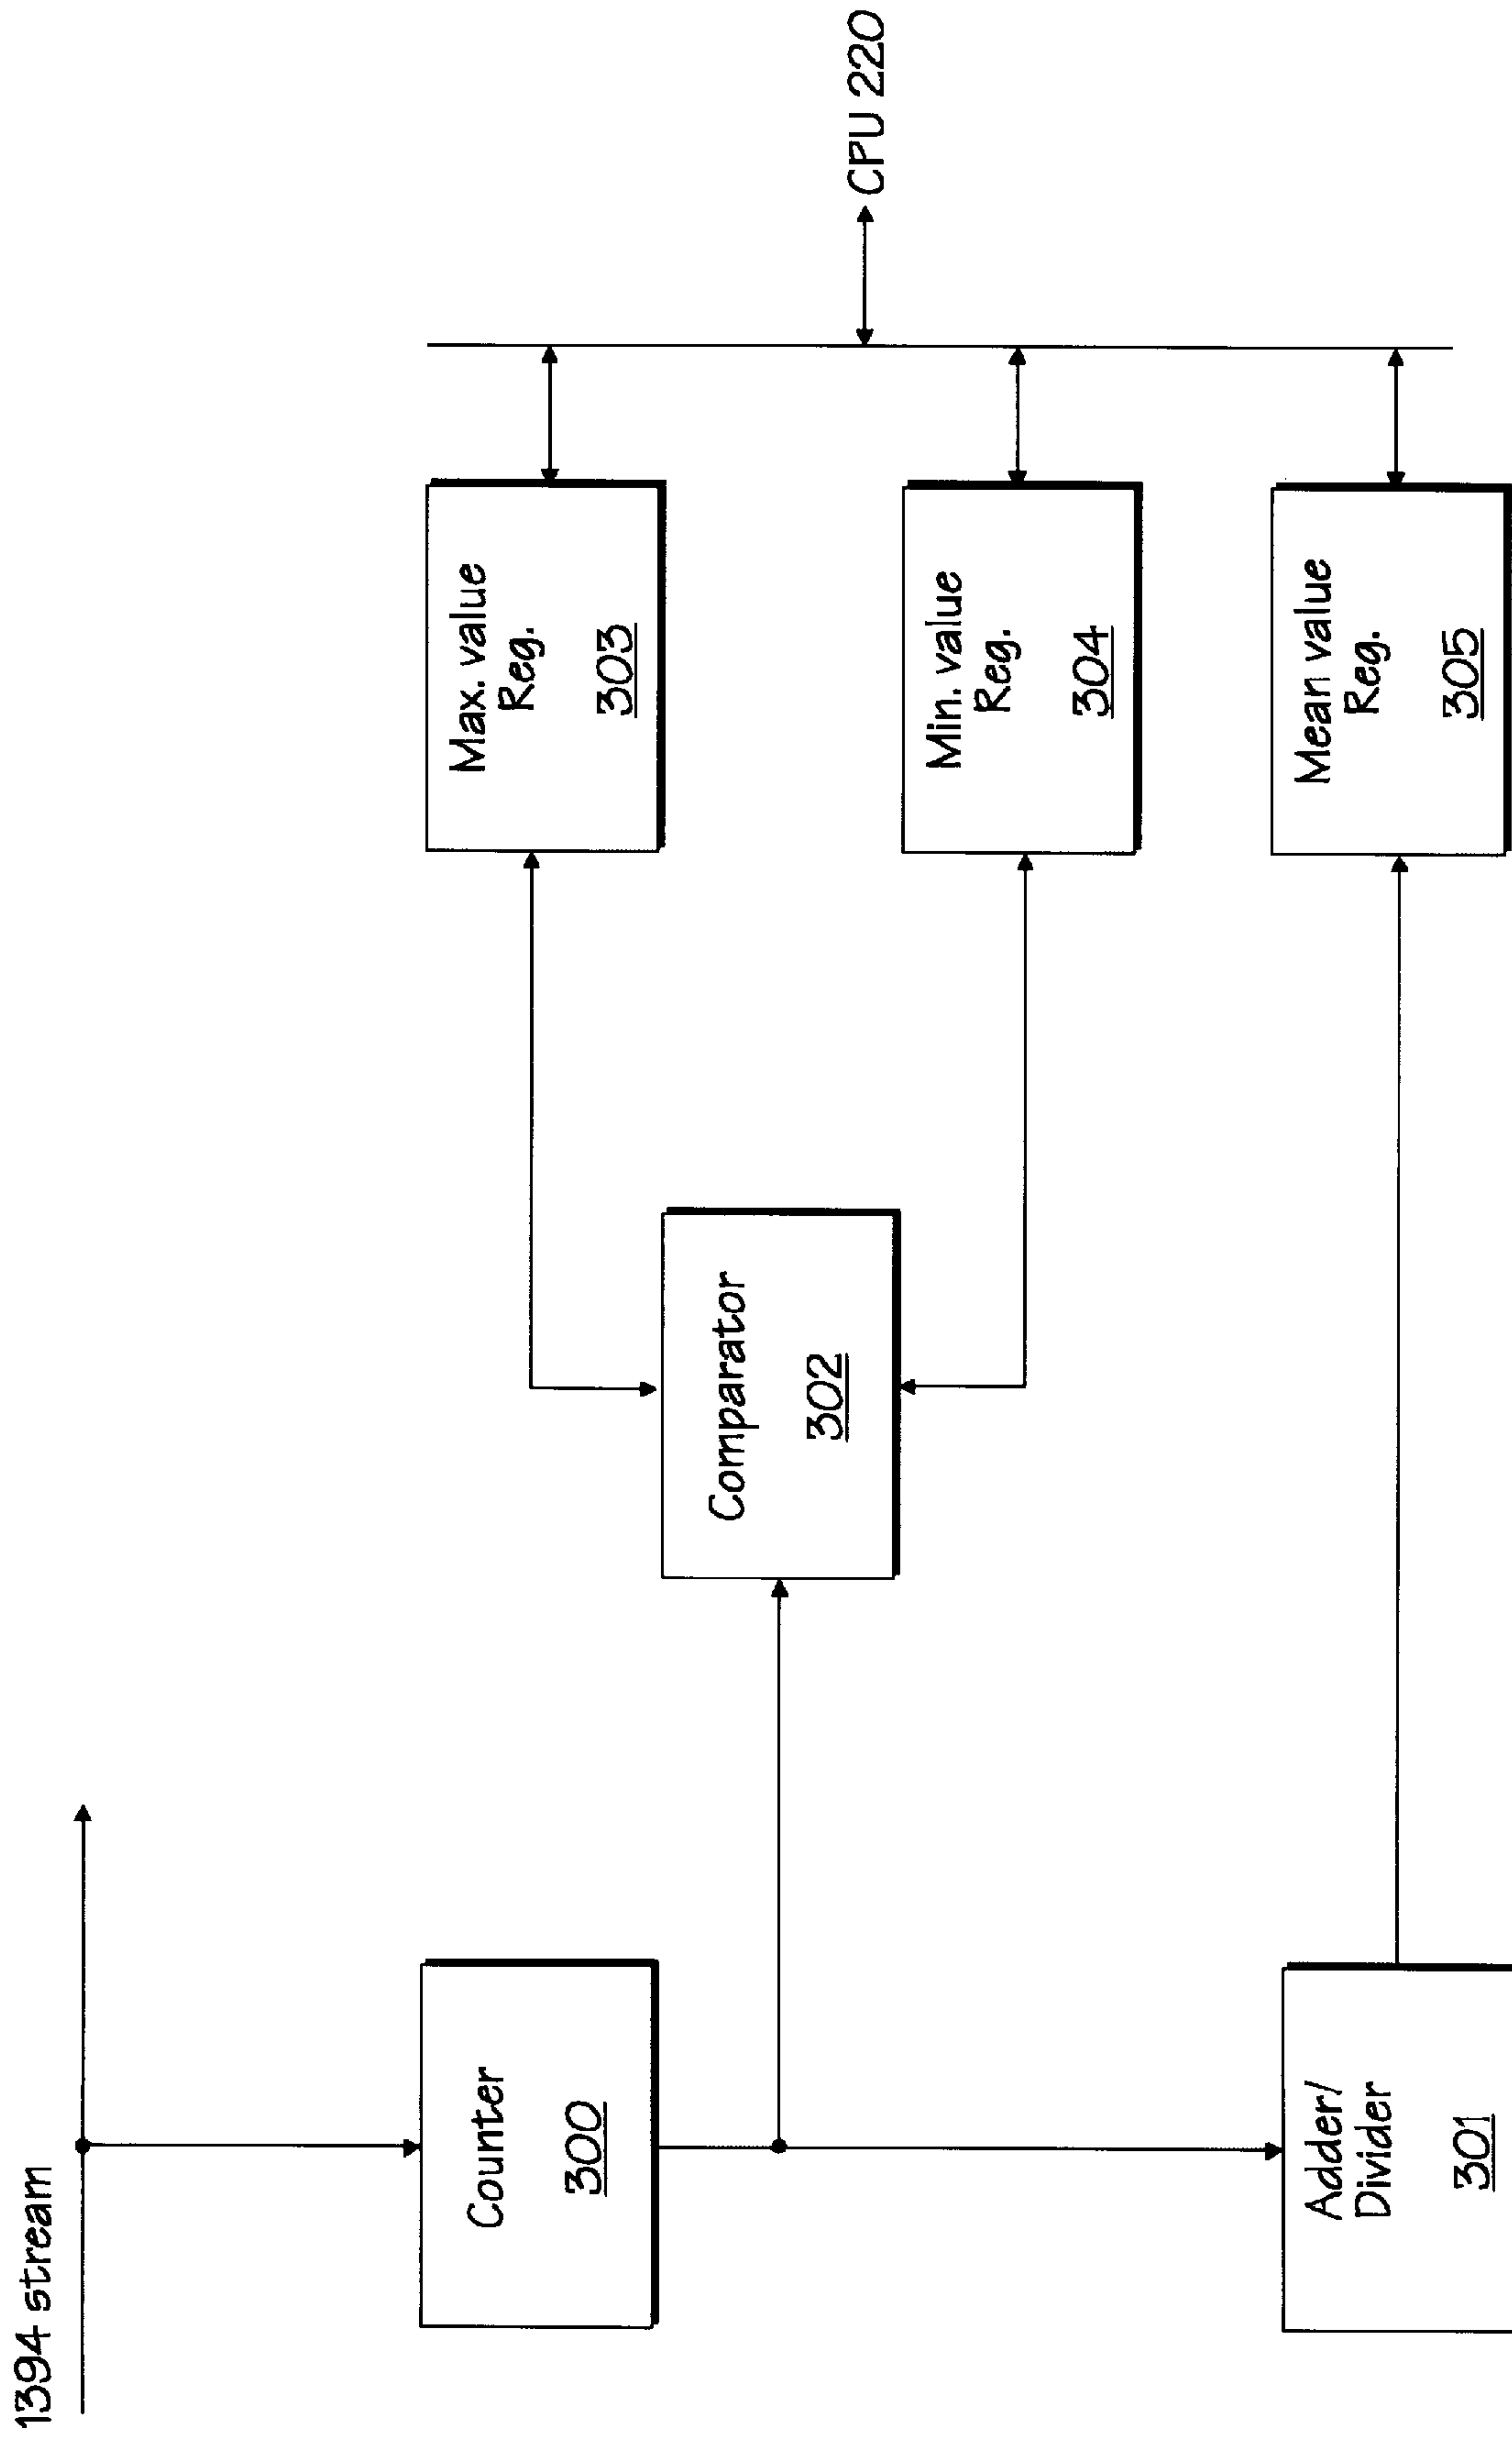 1394 stream
Counter
300
Comparator
302
Max. value
Reg.
303
CPU 220
Min. value
Reg.
304
Adder/
Divider
301
Mean value
Reg.
305